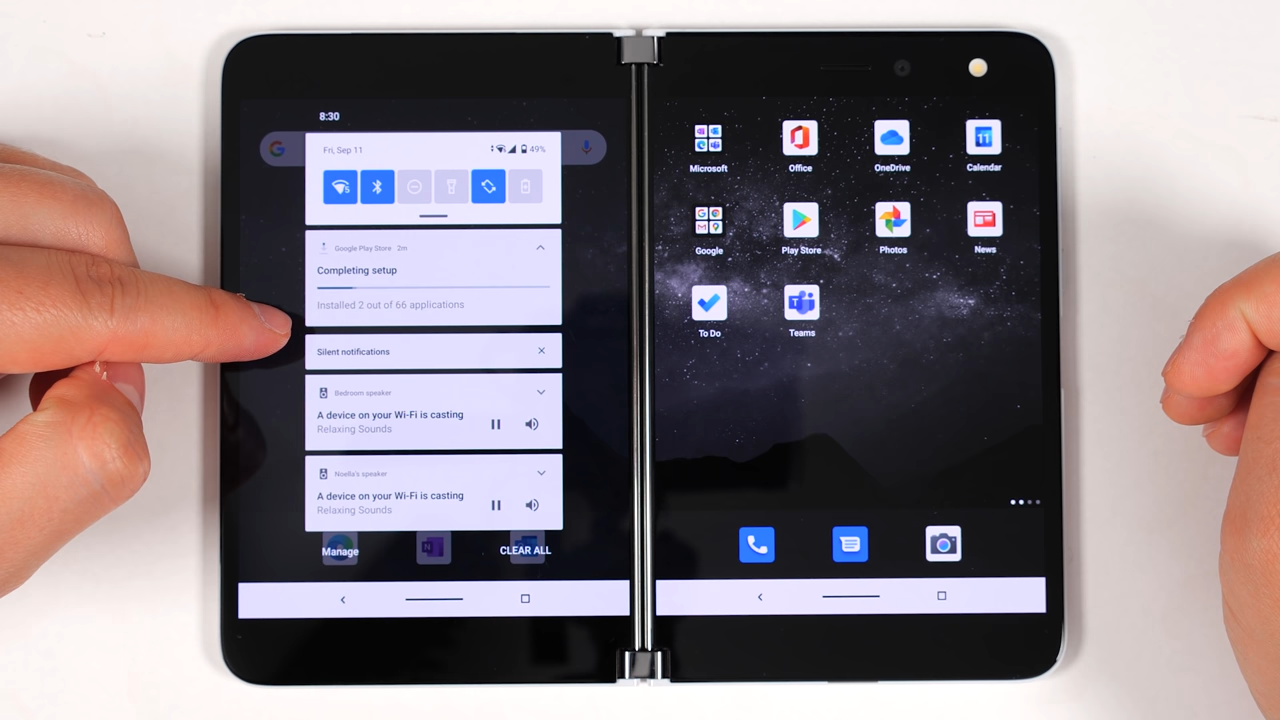 8:30
Fri, Sep 11
49%
Google Play Store 2m
Completing setup
Installed 2 out of 66 applications
Silent notifications
Bedroom speaker
A device on your Wi-Fi is casting
Relaxing Sounds
Noella's speaker
A device on your Wi-Fi is casting
Relaxing Sounds
Manage
CLEAR ALL
11
Microsoft
Office
OneDrive
Calendar
Google
Play Store
Photos
News
To Do
Teams